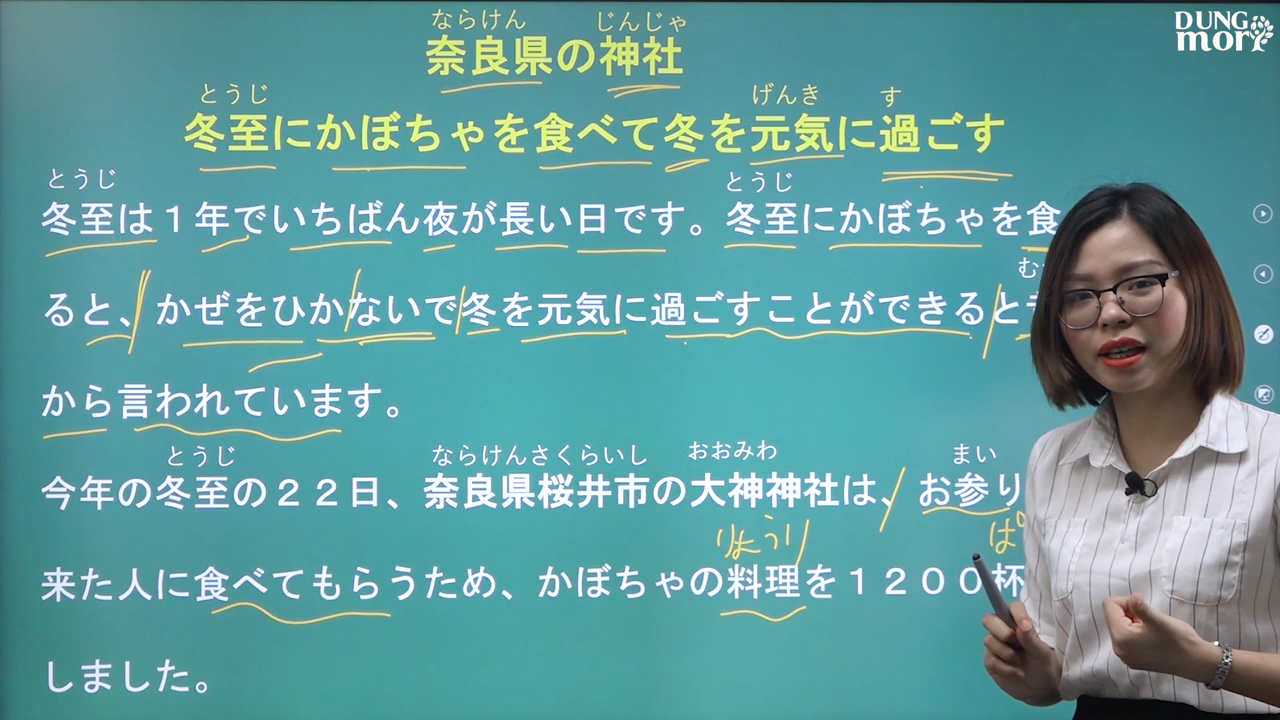 DUNG
mori
ならけん じんじゃ
奈良県の神社
とうじ げんき す
冬至にかぼちゃを食べて冬を元気に過ごす
とうじ とうじ
冬至は１年でいちばん夜が長い日です。冬至にかぼちゃを食
ると、かぜをひかないで冬を元気に過ごすことができると
から言われています。
とうじ ならけんさくらいし おおみわ まい
今年の冬至の２２日、奈良県桜井市の大神神社は、お参り
りょうり ぱ
来た人に食べてもらうため、かぼちゃの料理を１２００杯
しました。